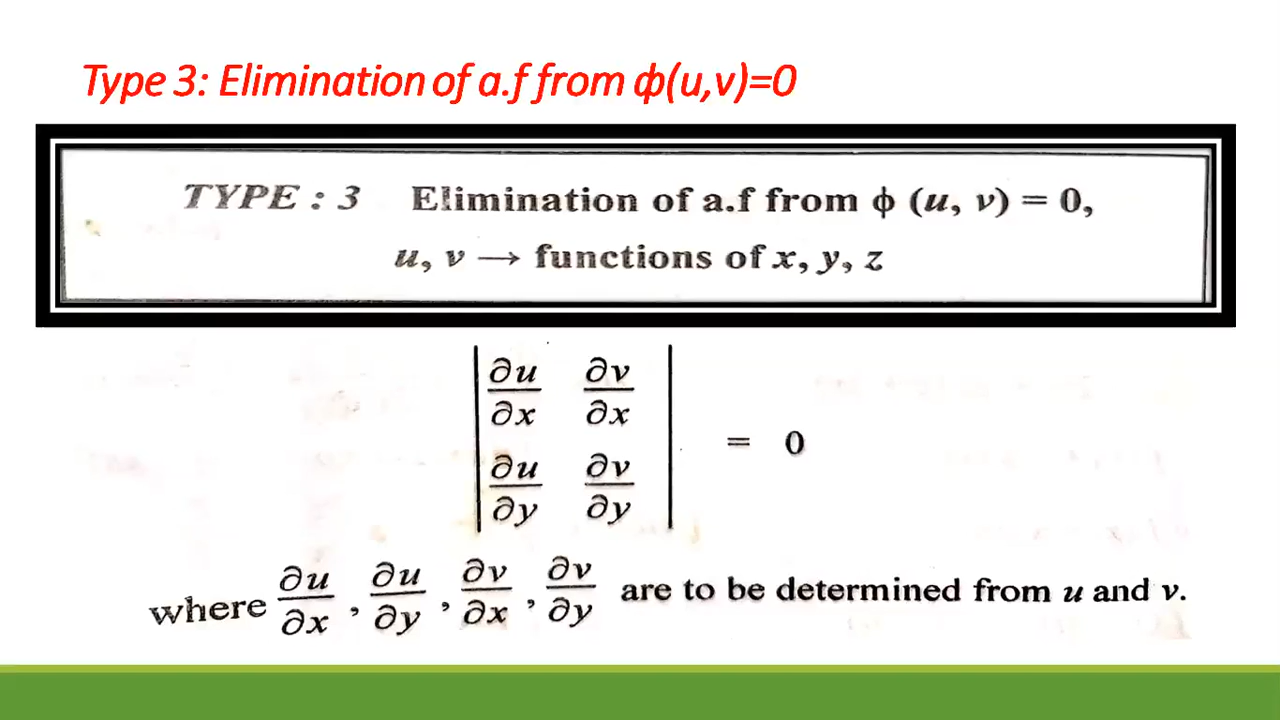 Type 3: Elimination of a.f from ф(u,v)=0
TYPE : 3 Elimination of a.f from ϕ (u, v) = 0,
u, v → functions of x, y, z
| ∂u/∂x ∂v/∂x |
| ∂u/∂y ∂v/∂y | = 0
where ∂u/∂x , ∂u/∂y , ∂v/∂x , ∂v/∂y are to be determined from u and v.